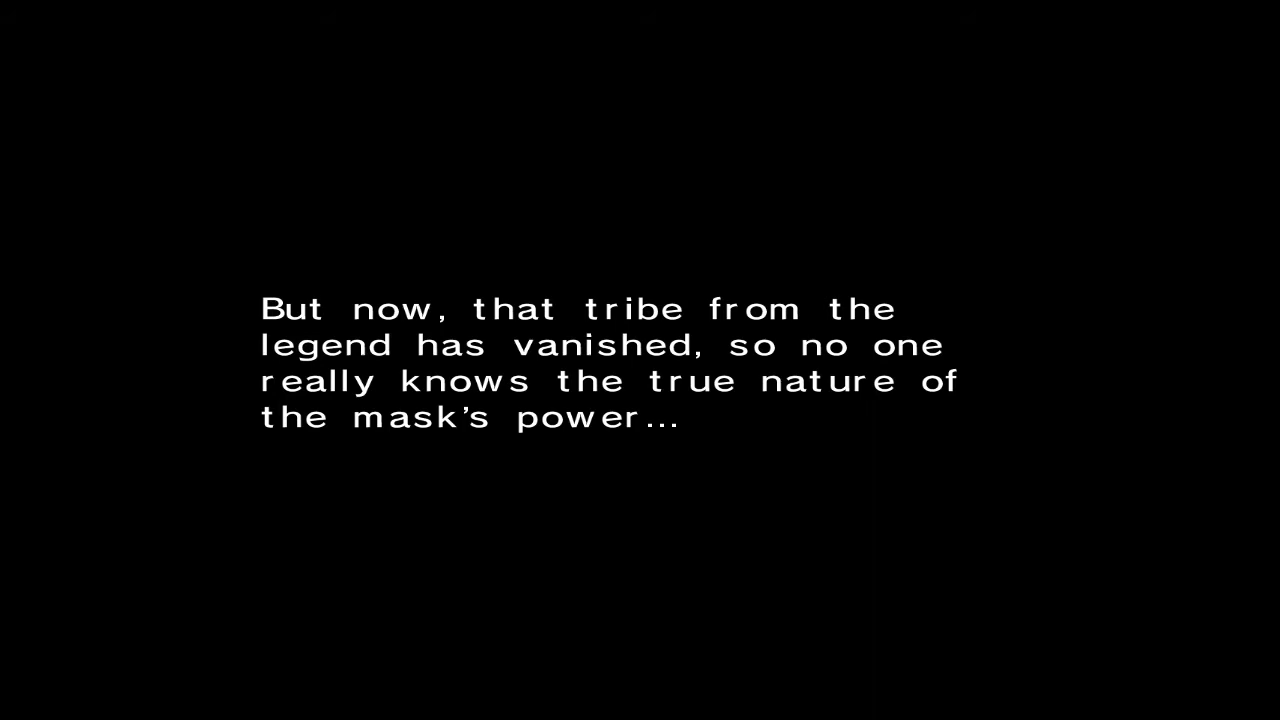 But now, that tribe from the
legend has vanished, so no one
really knows the true nature of
the mask's power...